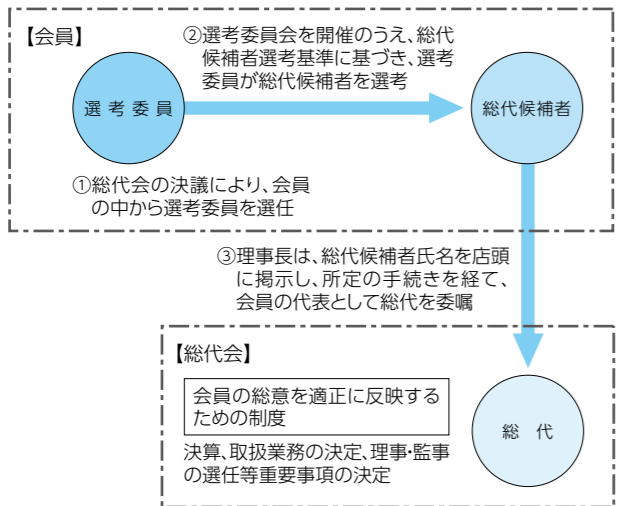 【会員】
②選考委員会を開催のうえ、総代
候補者選考基準に基づき、選考
委員が総代候補者を選考
選考委員
総代候補者
①総代会の決議により、会員
の中から選考委員を選任
③理事長は、総代候補者氏名を店頭
に掲示し、所定の手続きを経て、
会員の代表として総代を委嘱
【総代会】
会員の総意を適正に反映する
ための制度
総代
決算、取扱業務の決定、理事・監事
の選任等重要事項の決定